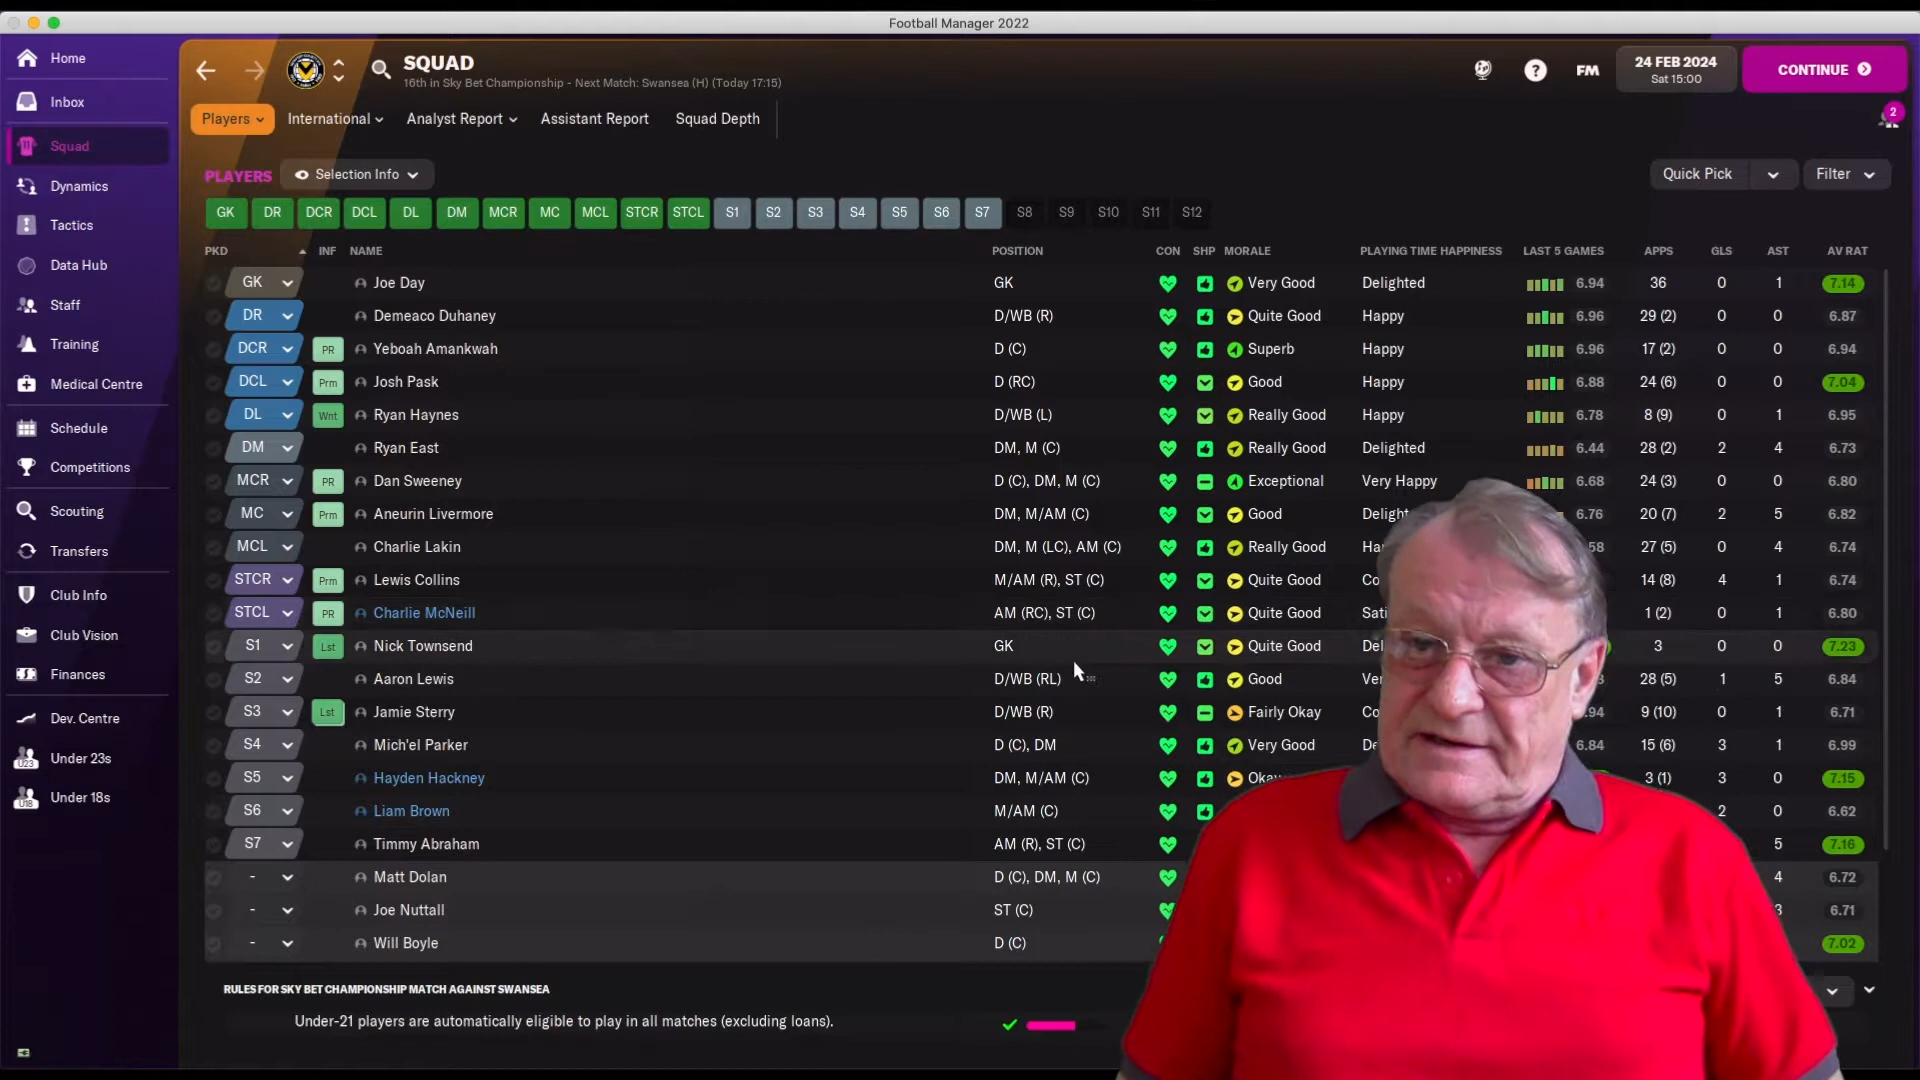 Football Manager 2022
Home
Inbox
Squad
Dynamics
Tactics
Data Hub
Staff
Training
Medical Centre
Schedule
Competitions
Scouting
Transfers
Club Info
Club Vision
Finances
Dev. Centre
U23 Under 23s
U18 Under 18s
SQUAD
16th in Sky Bet Championship - Next Match: Swansea (H) (Today 17:15)
? FM 24 FEB 2024 Sat 15:00 CONTINUE
2
Players International Analyst Report Assistant Report Squad Depth
PLAYERS Selection Info Quick Pick Filter
GK DR DCR DCL DL DM MCR MC MCL STCR STCL S1 S2 S3 S4 S5 S6 S7 S8 S9 S10 S11 S12
PKD INF NAME POSITION CON SHP MORALE PLAYING TIME HAPPINESS LAST 5 GAMES APPS GLS AST AV RAT
GK Joe Day GK Very Good Delighted 6.94 36 0 1 7.14
DR Demeaco Duhaney D/WB (R) Quite Good Happy 6.96 29 (2) 0 0 6.87
DCR PR Yeboah Amankwah D (C) Superb Happy 6.96 17 (2) 0 0 6.94
DCL Prm Josh Pask D (RC) Good Happy 6.88 24 (6) 0 0 7.04
DL Wnt Ryan Haynes D/WB (L) Really Good Happy 6.78 8 (9) 0 1 6.95
DM Ryan East DM, M (C) Really Good Delighted 6.44 28 (2) 2 4 6.73
MCR PR Dan Sweeney D (C), DM, M (C) Exceptional Very Happy 6.68 24 (3) 0 0 6.80
MC Prm Aneurin Livermore DM, M/AM (C) Good Deligh 6.76 20 (7) 2 5 6.82
MCL Charlie Lakin DM, M (LC), AM (C) Really Good Ha 58 27 (5) 0 4 6.74
STCR Prm Lewis Collins M/AM (R), ST (C) Quite Good Co 14 (8) 4 1 6.74
STCL PR Charlie McNeill AM (RC), ST (C) Quite Good Sati 1 (2) 0 1 6.80
S1 Lst Nick Townsend GK Quite Good Del 3 0 0 7.23
S2 Aaron Lewis D/WB (RL) Good Ver 28 (5) 1 5 6.84
S3 Lst Jamie Sterry D/WB (R) Fairly Okay Co .94 9 (10) 0 1 6.71
S4 Mich'el Parker D (C), DM Very Good De 6.84 15 (6) 3 1 6.99
S5 Hayden Hackney DM, M/AM (C) Okay 3 (1) 3 0 7.15
S6 Liam Brown M/AM (C) 2 0 6.62
S7 Timmy Abraham AM (R), ST (C) 5 7.16
- Matt Dolan D (C), DM, M (C) 4 6.72
- Joe Nuttall ST (C) 3 6.71
- Will Boyle D (C) 7.02
RULES FOR SKY BET CHAMPIONSHIP MATCH AGAINST SWANSEA
Under-21 players are automatically eligible to play in all matches (excluding loans).